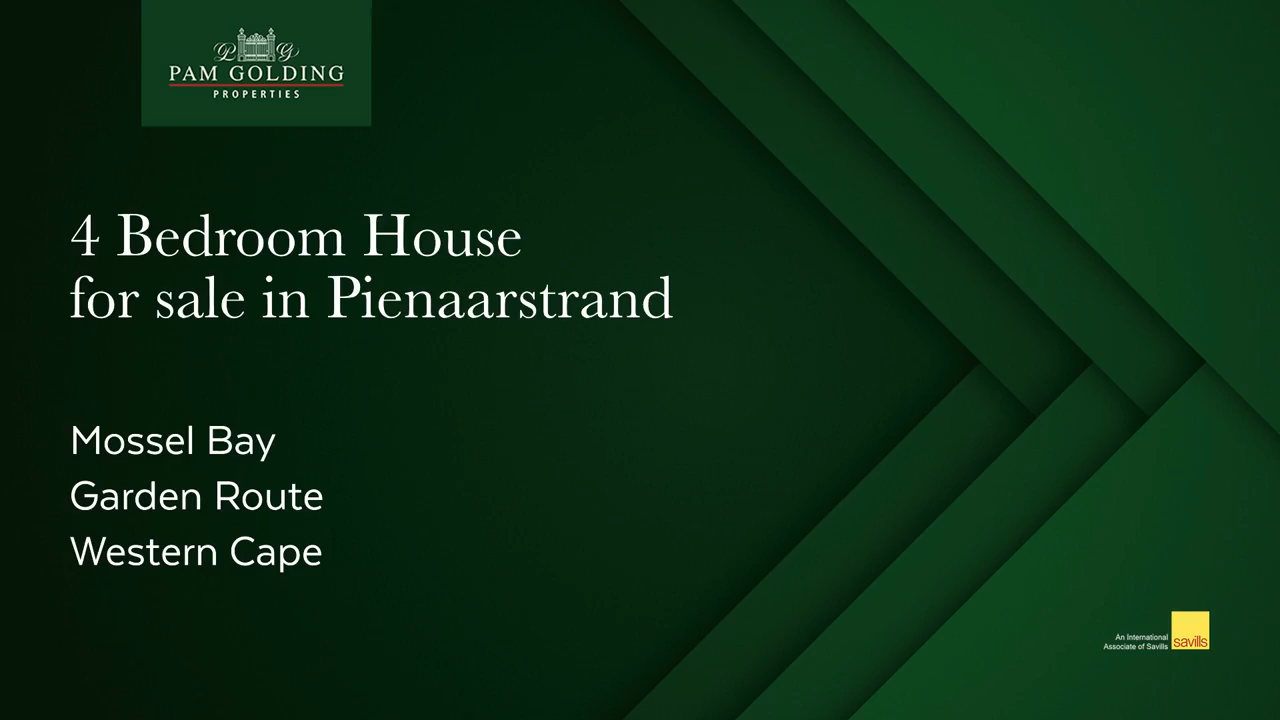 P G
PAM GOLDING
PROPERTIES
4 Bedroom House
for sale in Pienaarstrand
Mossel Bay
Garden Route
Western Cape
An International
Associate of Savills
savills